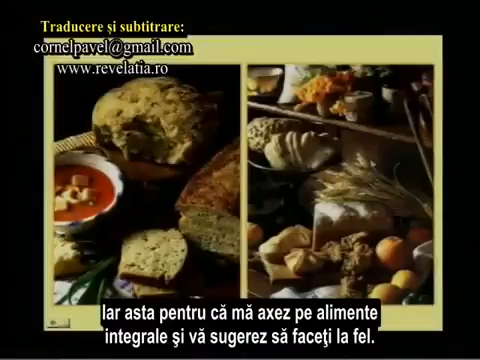 Traducere şi subtitrare:
cornelpavel@gmail.com
www.revelatia.ro
Iar asta pentru că mă axez pe alimente
integrale şi vă sugerez să faceţi la fel.